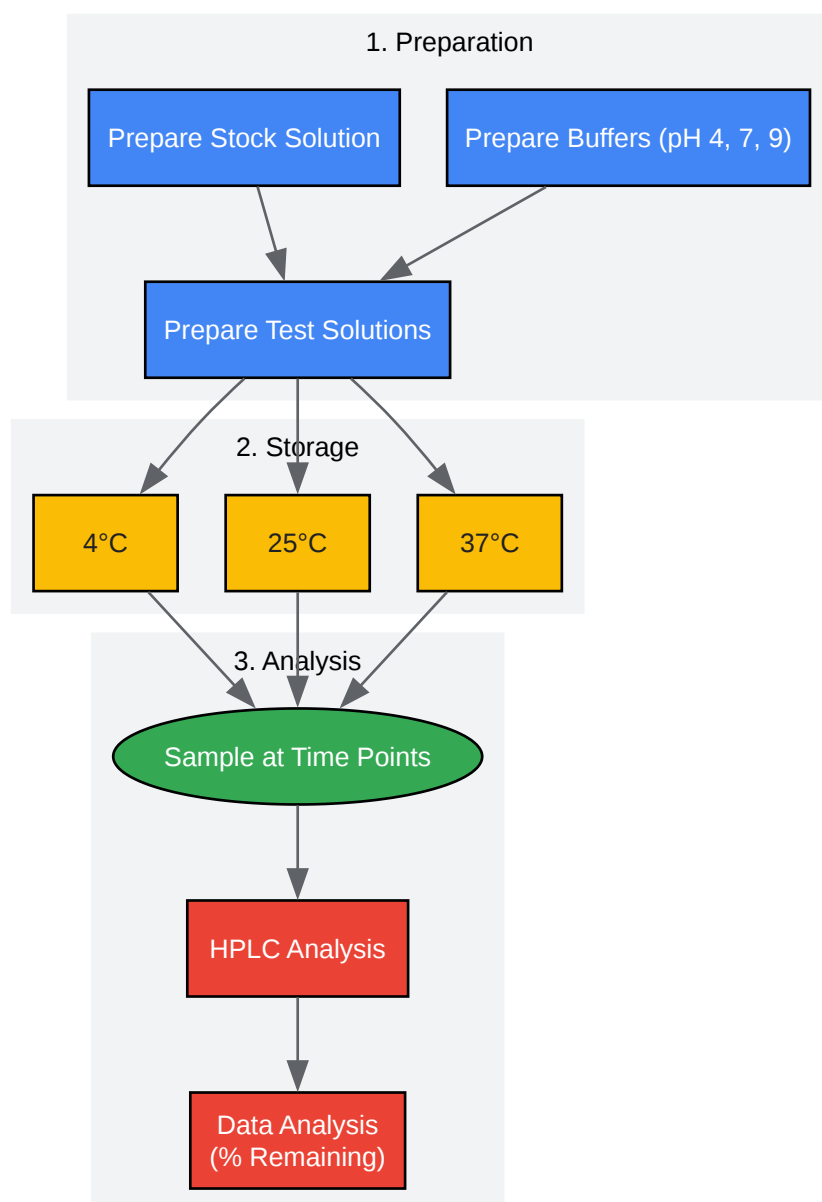 1. Preparation
Prepare Stock Solution
Prepare Buffers (pH 4, 7, 9)
Prepare Test Solutions
2. Storage
4°C
25°C
37°C
3. Analysis
Sample at Time Points
HPLC Analysis
Data Analysis
(% Remaining)